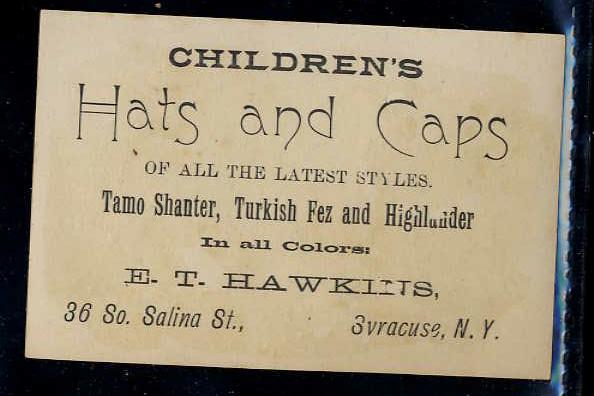 CHILDREN'S
Hats and Caps
OF ALL THE LATEST STYLES.
Tamo Shanter, Turkish Fez and Highlander
In all Colors:
E. T. HAWKINS,
36 So. Salina St., Syracuse, N. Y.